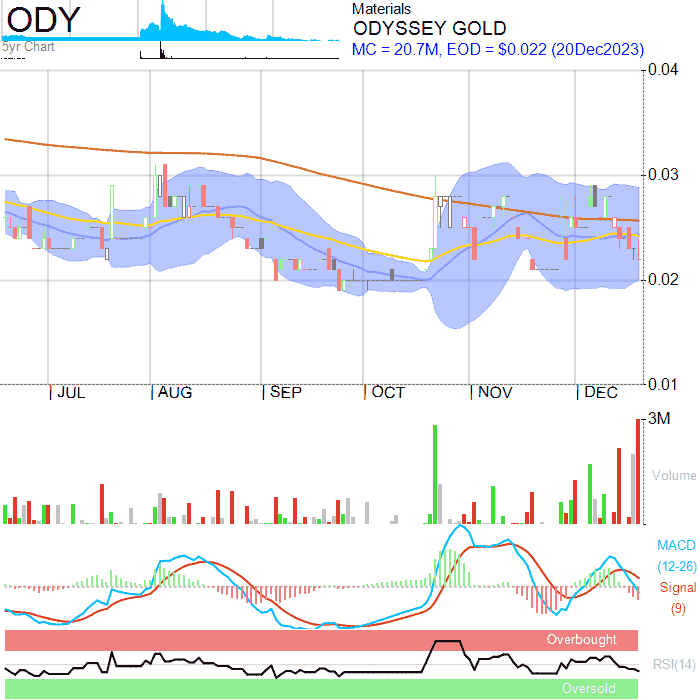 ODY
5yr Chart
Materials
ODYSSEY GOLD
MC = 20.7M, EOD = $0.022 (20Dec2023)
0.04
0.03
0.02
0.01
JUL AUG SEP OCT NOV DEC
3M
Volume
MACD
(12-26)
Signal
(9)
Overbought
RSI(14)
Oversold